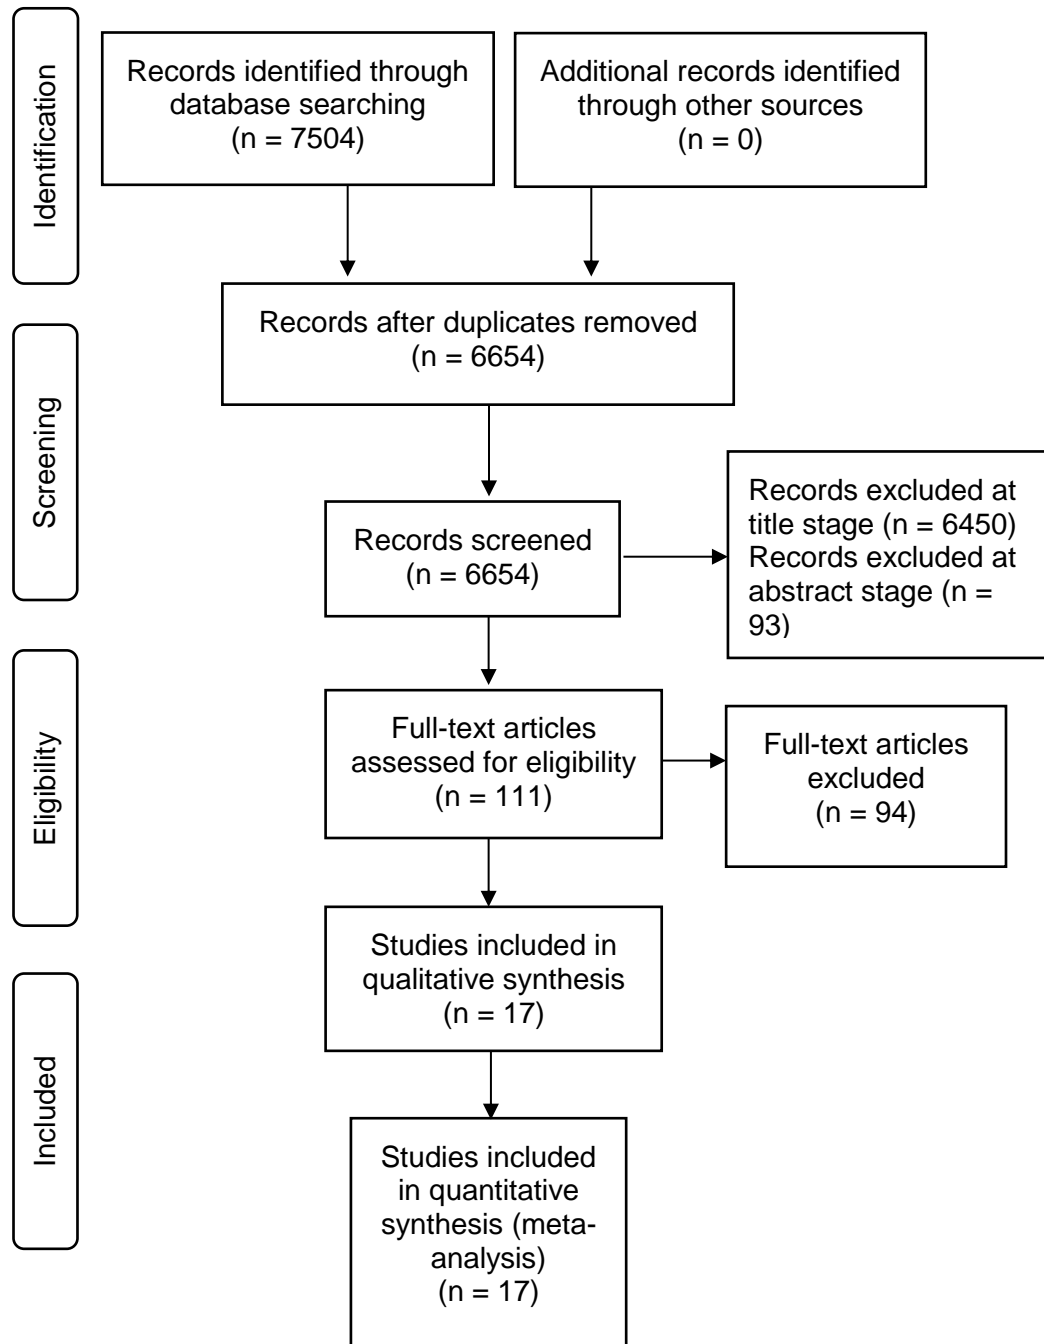 Identification
Records identified through
database searching
(n = 7504)
Additional records identified
through other sources
(n = 0)
Records after duplicates removed
(n = 6654)
Screening
Records screened
(n = 6654)
Records excluded at
title stage (n = 6450)
Records excluded at
abstract stage (n =
93)
Eligibility
Full-text articles
assessed for eligibility
(n = 111)
Full-text articles
excluded
(n = 94)
Studies included in
qualitative synthesis
(n = 17)
Included
Studies included
in quantitative
synthesis (meta-
analysis)
(n = 17)